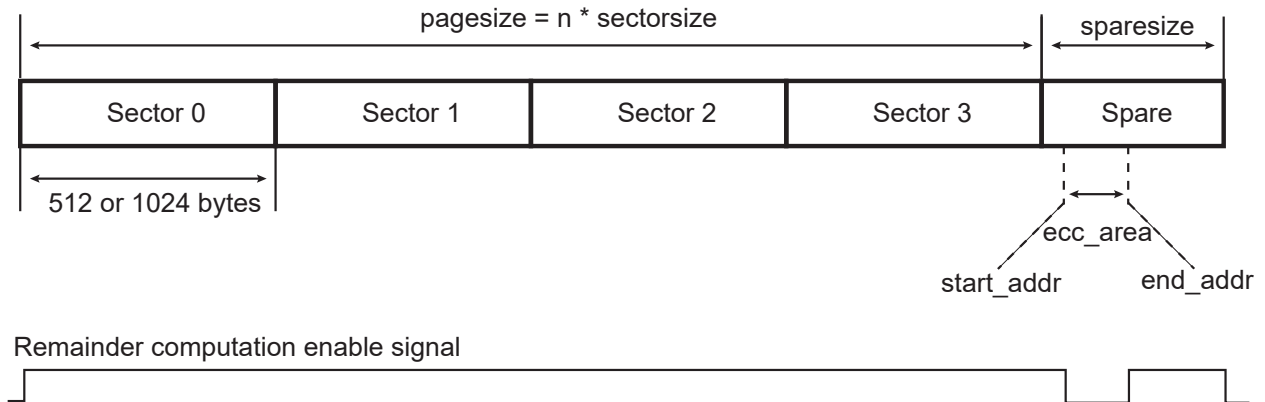 pagesize = n * sectorsize
sparesize
Sector 0
Sector 1
Sector 2
Sector 3
Spare
512 or 1024 bytes
ecc_area
start_addr
end_addr
Remainder computation enable signal